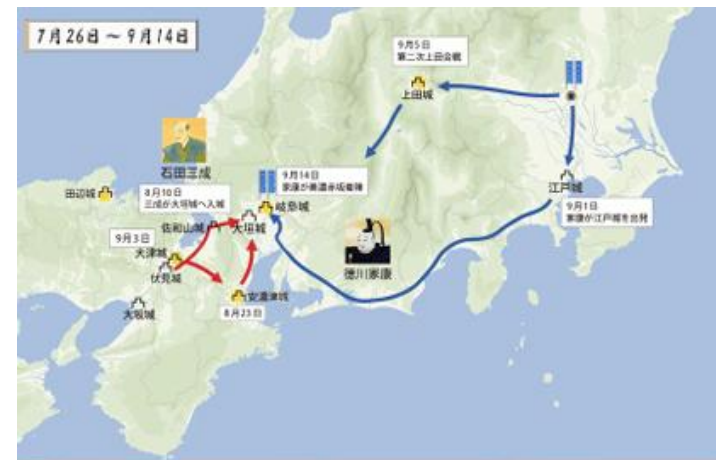 7月26日～9月14日
9月5日
第二次上田合戦
上田城
石田三成
9月14日
家康が美濃赤坂着陣
田辺城
8月10日
三成が大垣城へ入城
岐阜城
江戸城
9月1日
家康が江戸城を出発
佐和山城
大垣城
9月3日
大津城
伏見城
徳川家康
安濃津城
大坂城
8月23日